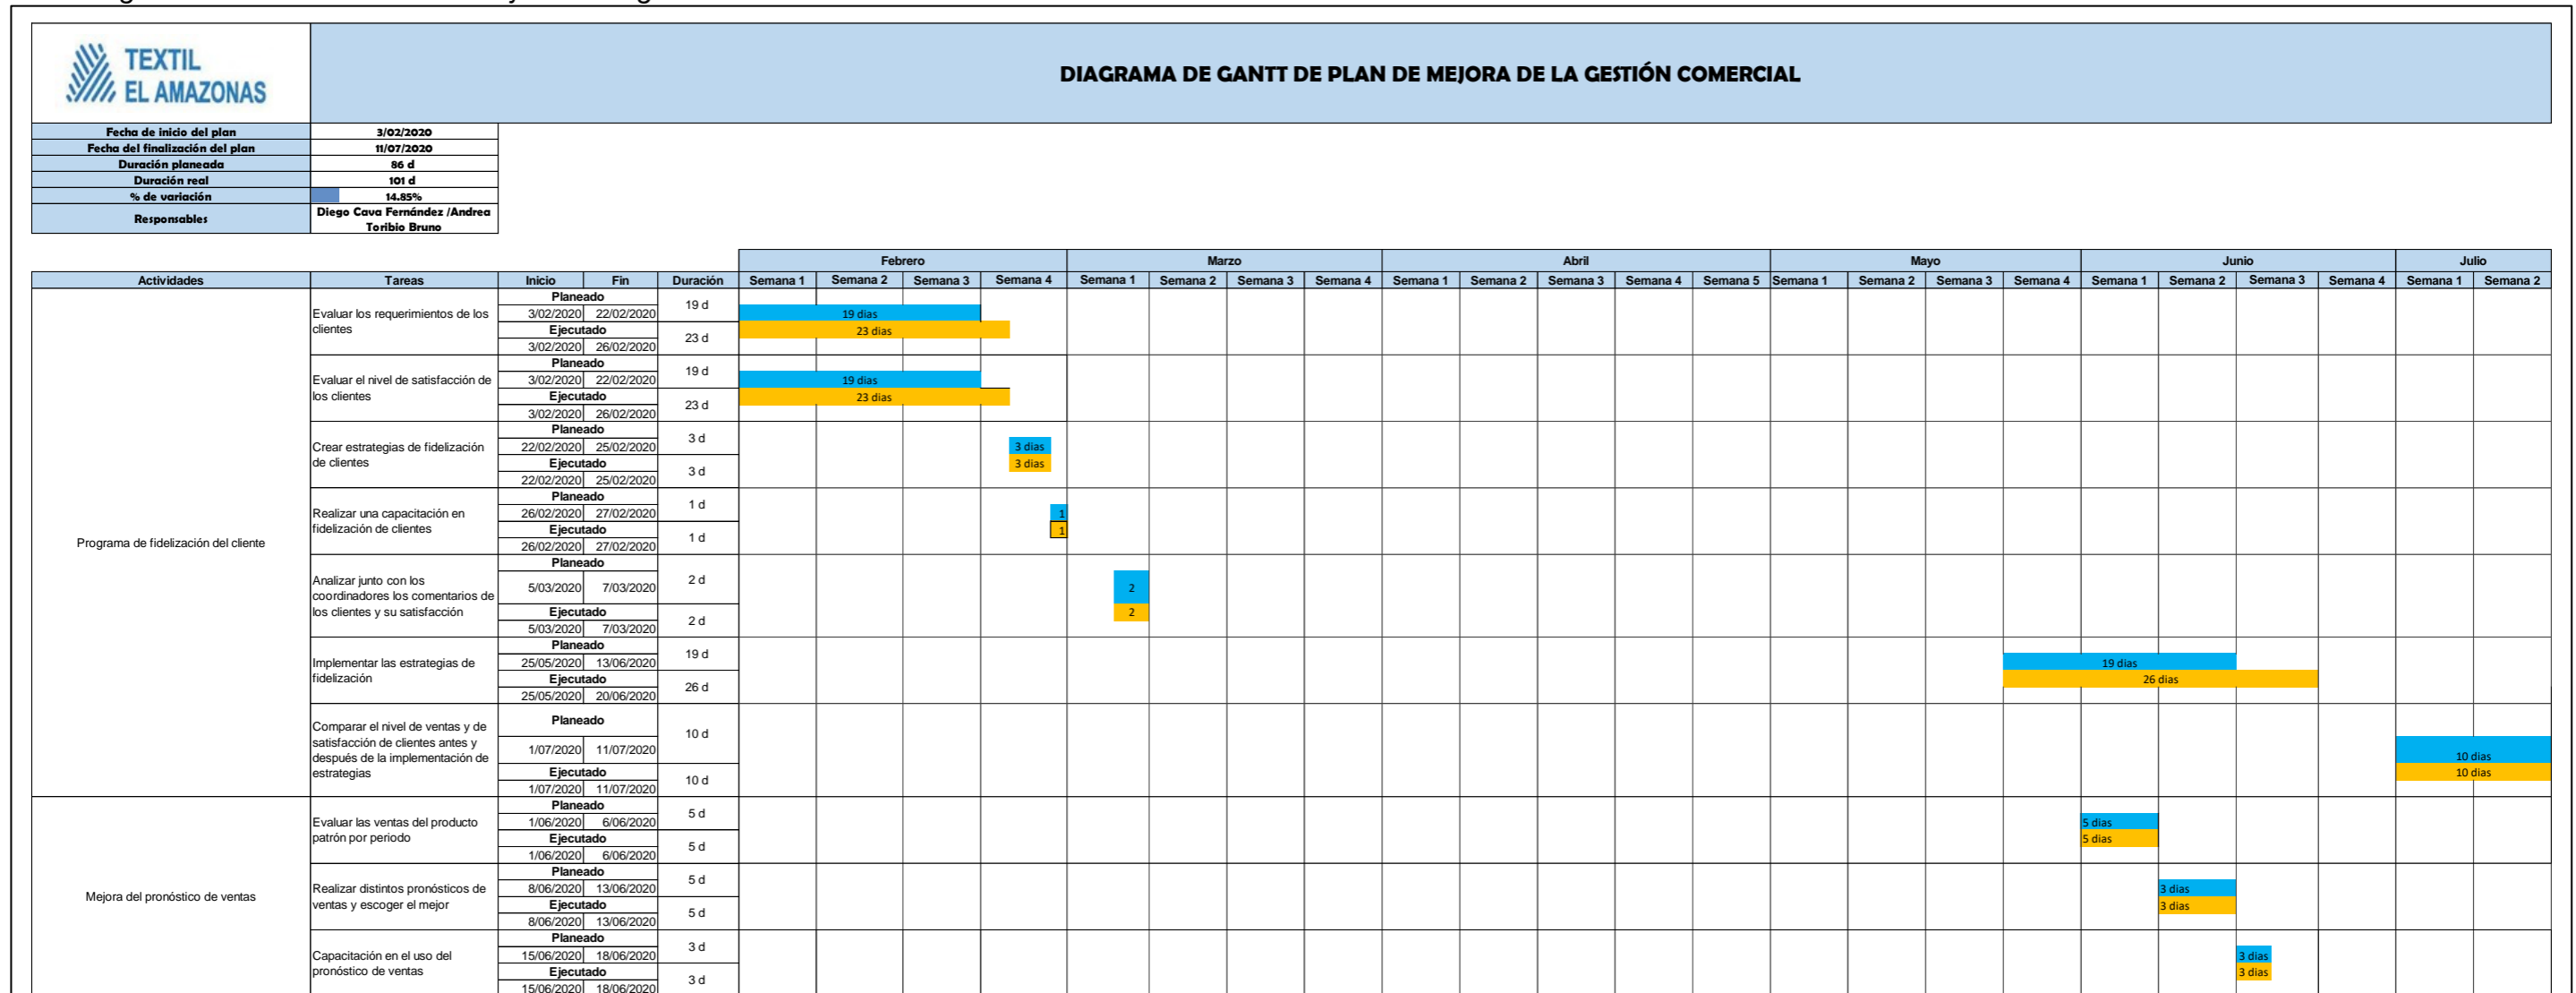 TEXTIL
EL AMAZONAS
DIAGRAMA DE GANTT DE PLAN DE MEJORA DE LA GESTIÓN COMERCIAL
Fecha de inicio del plan 3/02/2020
Fecha del finalización del plan 11/07/2020
Duración planeada 86 d
Duración real 101 d
% de variación 14.85%
Responsables Diego Cava Fernández /Andrea
Toribio Bruno
Febrero Marzo Abril Mayo Junio Julio
Actividades Tareas Inicio Fin Duración Semana 1 Semana 2 Semana 3 Semana 4 Semana 1 Semana 2 Semana 3 Semana 4 Semana 1 Semana 2 Semana 3 Semana 4 Semana 5 Semana 1 Semana 2 Semana 3 Semana 4 Semana 1 Semana 2 Semana 3 Semana 4 Semana 1 Semana 2
Programa de fidelización del cliente
Evaluar los requerimientos de los
clientes
Planeado
3/02/2020 22/02/2020 19 d 19 dias
Ejecutado
3/02/2020 26/02/2020 23 d 23 dias
Evaluar el nivel de satisfacción de
los clientes
Planeado
3/02/2020 22/02/2020 19 d 19 dias
Ejecutado
3/02/2020 26/02/2020 23 d 23 dias
Crear estrategias de fidelización
de clientes
Planeado
22/02/2020 25/02/2020 3 d 3 dias
Ejecutado
22/02/2020 25/02/2020 3 d 3 dias
Realizar una capacitación en
fidelización de clientes
Planeado
26/02/2020 27/02/2020 1 d 1
Ejecutado
26/02/2020 27/02/2020 1 d 1
Analizar junto con los
coordinadores los comentarios de
los clientes y su satisfacción
Planeado
5/03/2020 7/03/2020 2 d 2
Ejecutado
5/03/2020 7/03/2020 2 d 2
Implementar las estrategias de
fidelización
Planeado
25/05/2020 13/06/2020 19 d 19 dias
Ejecutado
25/05/2020 20/06/2020 26 d 26 dias
Comparar el nivel de ventas y de
satisfacción de clientes antes y
después de la implementación de
estrategias
Planeado
1/07/2020 11/07/2020 10 d 10 dias
Ejecutado
1/07/2020 11/07/2020 10 d 10 dias
Mejora del pronóstico de ventas
Evaluar las ventas del producto
patrón por periodo
Planeado
1/06/2020 6/06/2020 5 d 5 dias
Ejecutado
1/06/2020 6/06/2020 5 d 5 dias
Realizar distintos pronósticos de
ventas y escoger el mejor
Planeado
8/06/2020 13/06/2020 5 d 3 dias
Ejecutado
8/06/2020 13/06/2020 5 d 3 dias
Capacitación en el uso del
pronóstico de ventas
Planeado
15/06/2020 18/06/2020 3 d 3 dias
Ejecutado
15/06/2020 18/06/2020 3 d 3 dias